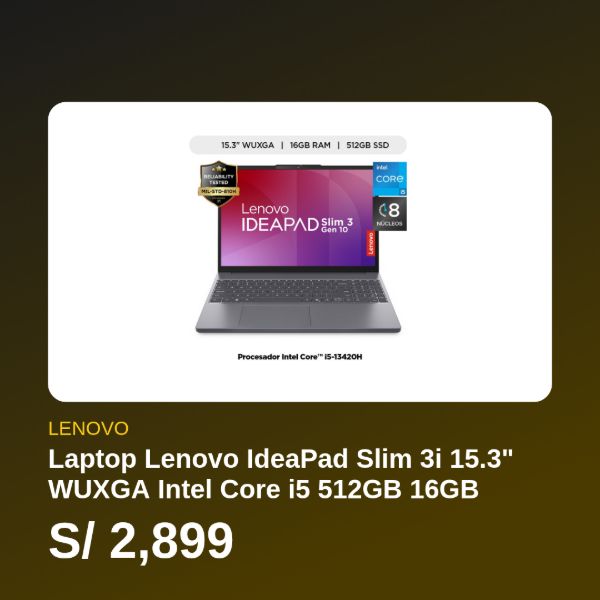 15.3" WUXGA | 16GB RAM | 512GB SSD
RELIABILITY
TESTED
MIL-STD-810H
intel
CORE
i5
8
NÚCLEOS
Lenovo
IDEAPAD Slim 3
Gen 10
Lenovo
Procesador Intel Core™ i5-13420H
LENOVO
Laptop Lenovo IdeaPad Slim 3i 15.3"
WUXGA Intel Core i5 512GB 16GB
S/ 2,899